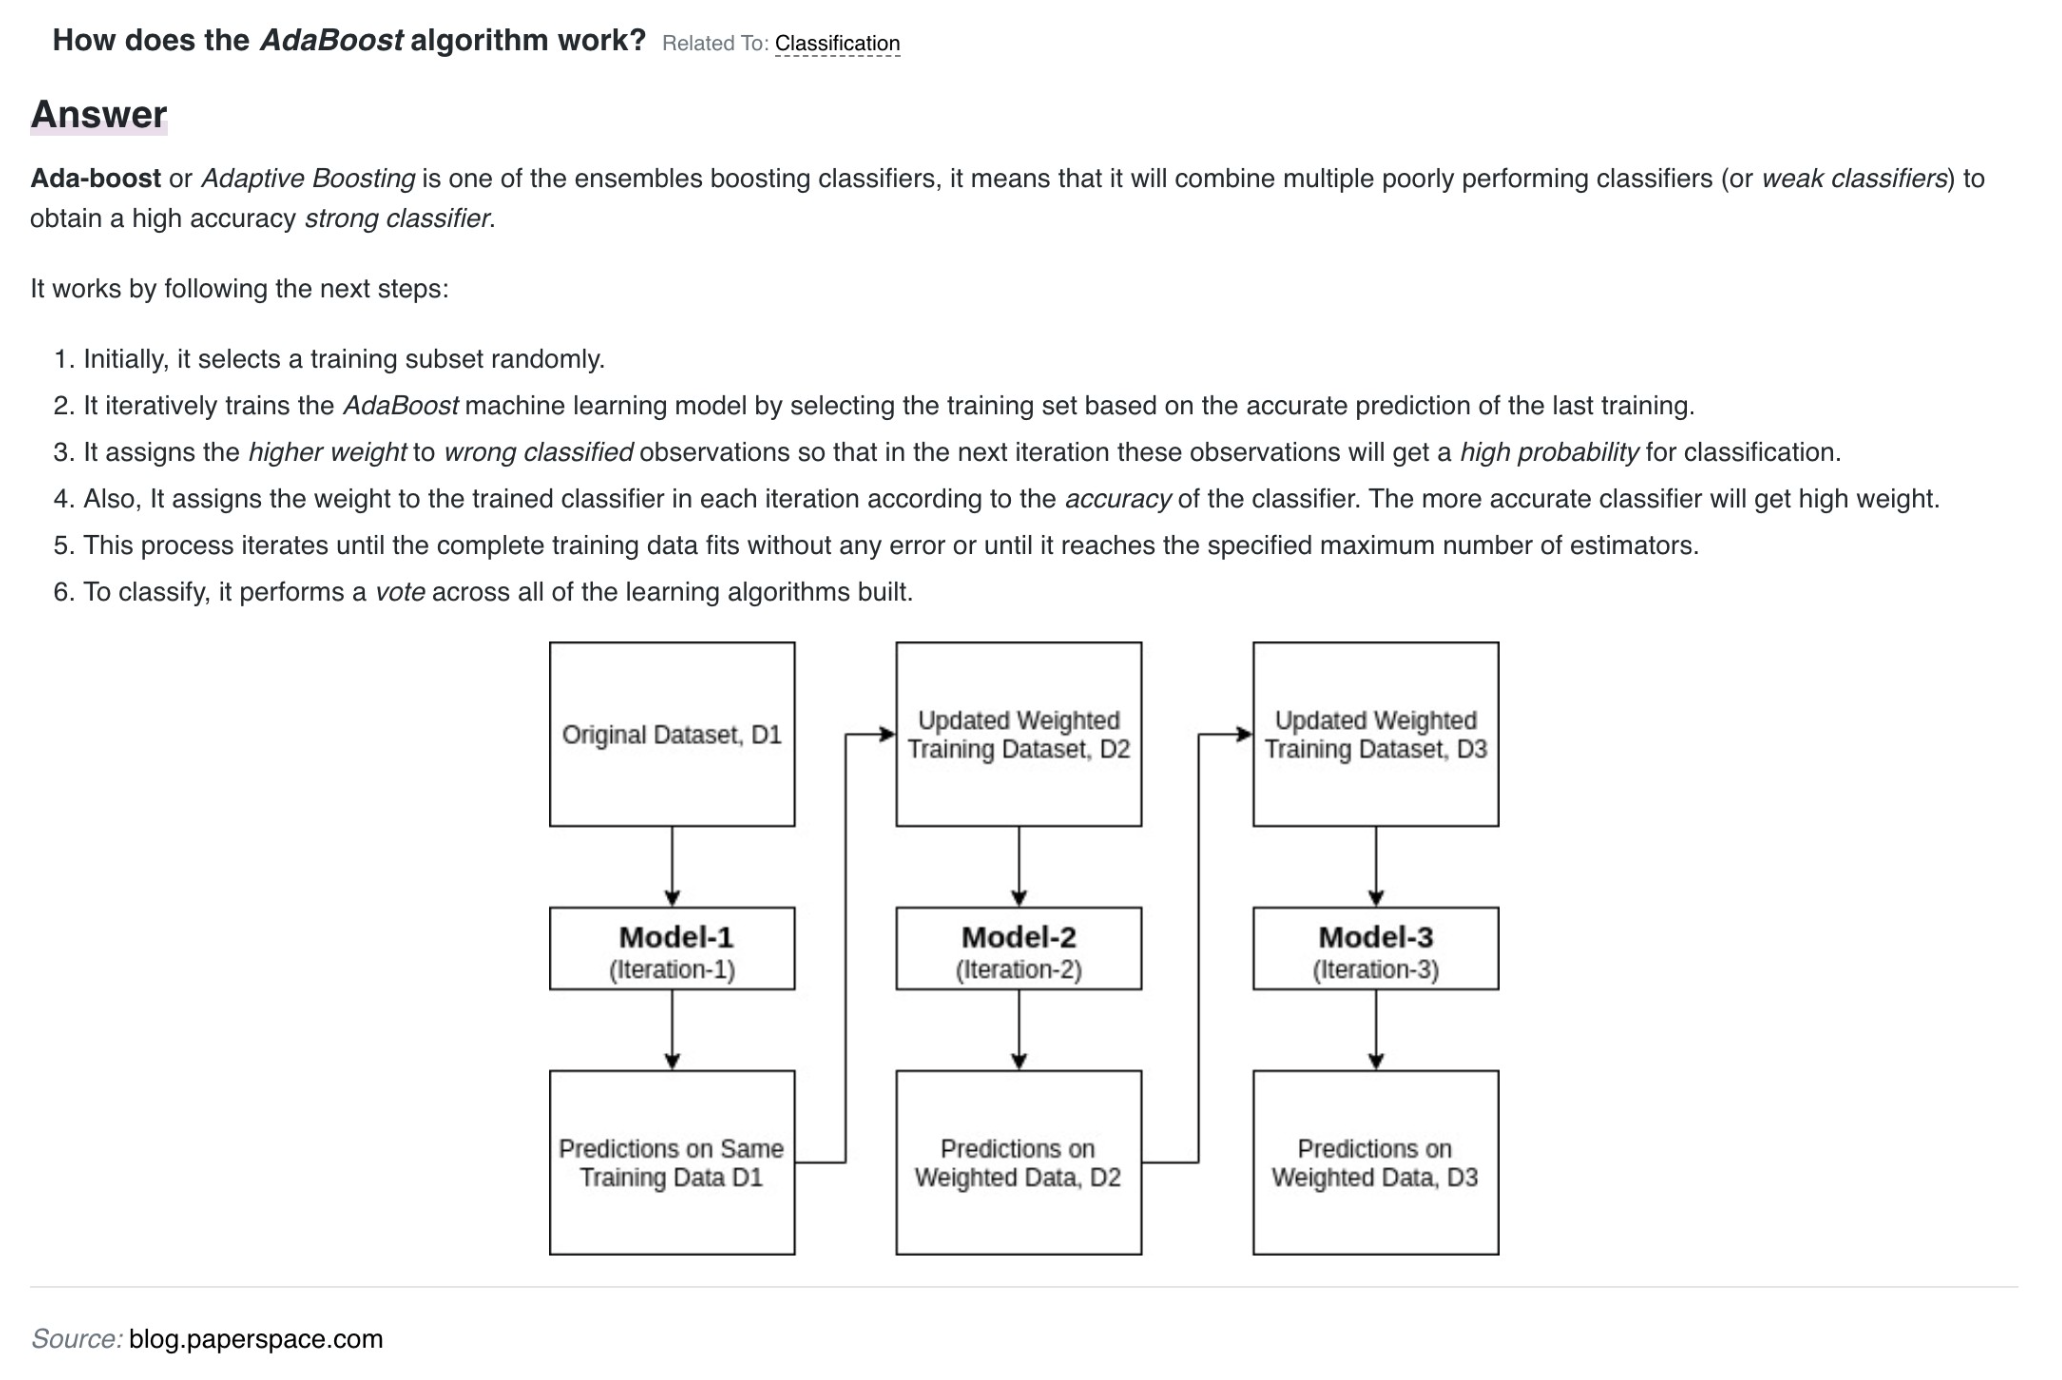 How does the AdaBoost algorithm work? Related To: Classification
Answer
Ada-boost or Adaptive Boosting is one of the ensembles boosting classifiers, it means that it will combine multiple poorly performing classifiers (or weak classifiers) to
obtain a high accuracy strong classifier.
It works by following the next steps:
1. Initially, it selects a training subset randomly.
2. It iteratively trains the AdaBoost machine learning model by selecting the training set based on the accurate prediction of the last training.
3. It assigns the higher weight to wrong classified observations so that in the next iteration these observations will get a high probability for classification.
4. Also, It assigns the weight to the trained classifier in each iteration according to the accuracy of the classifier. The more accurate classifier will get high weight.
5. This process iterates until the complete training data fits without any error or until it reaches the specified maximum number of estimators.
6. To classify, it performs a vote across all of the learning algorithms built.
Original Dataset, D1
Updated Weighted
Training Dataset, D2
Updated Weighted
Training Dataset, D3
Model-1
(Iteration-1)
Model-2
(Iteration-2)
Model-3
(Iteration-3)
Predictions on Same
Training Data D1
Predictions on
Weighted Data, D2
Predictions on
Weighted Data, D3
Source: blog.paperspace.com